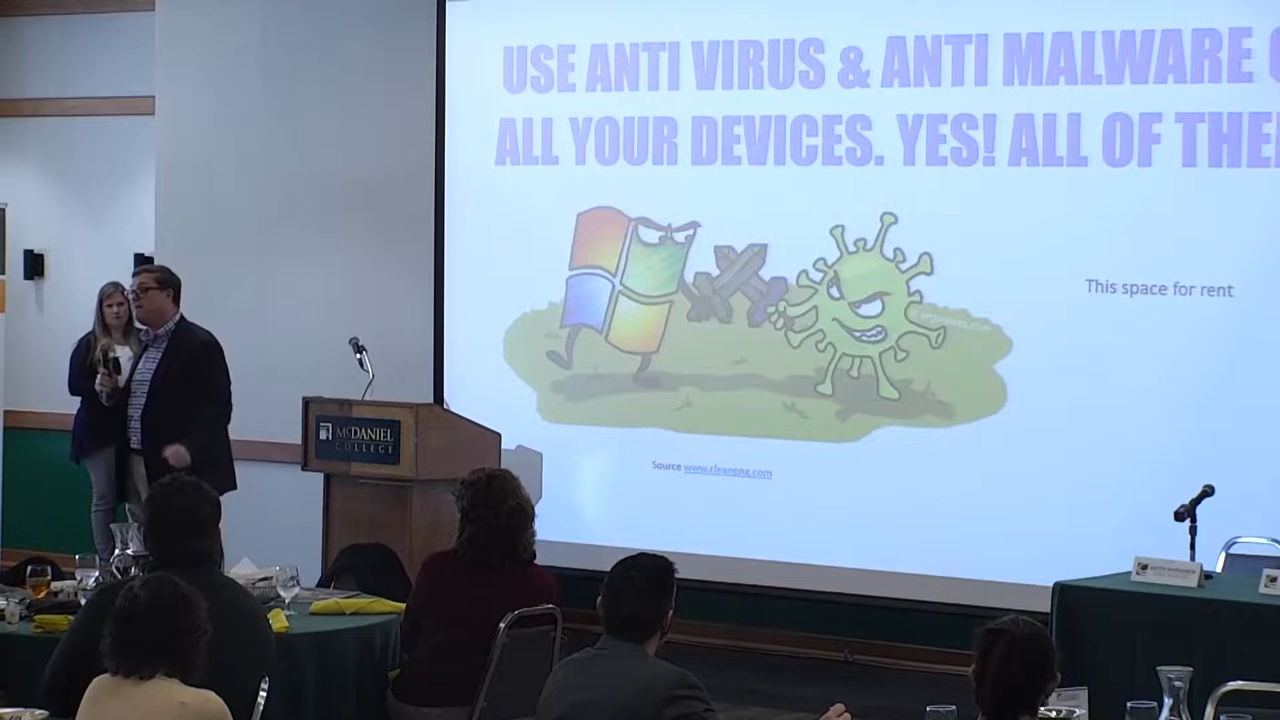 USE ANTI VIRUS & ANTI MALWARE
ALL YOUR DEVICES. YES! ALL OF THE
This space for rent
Source www.cleanpng.com
McDANIEL
COLLEGE